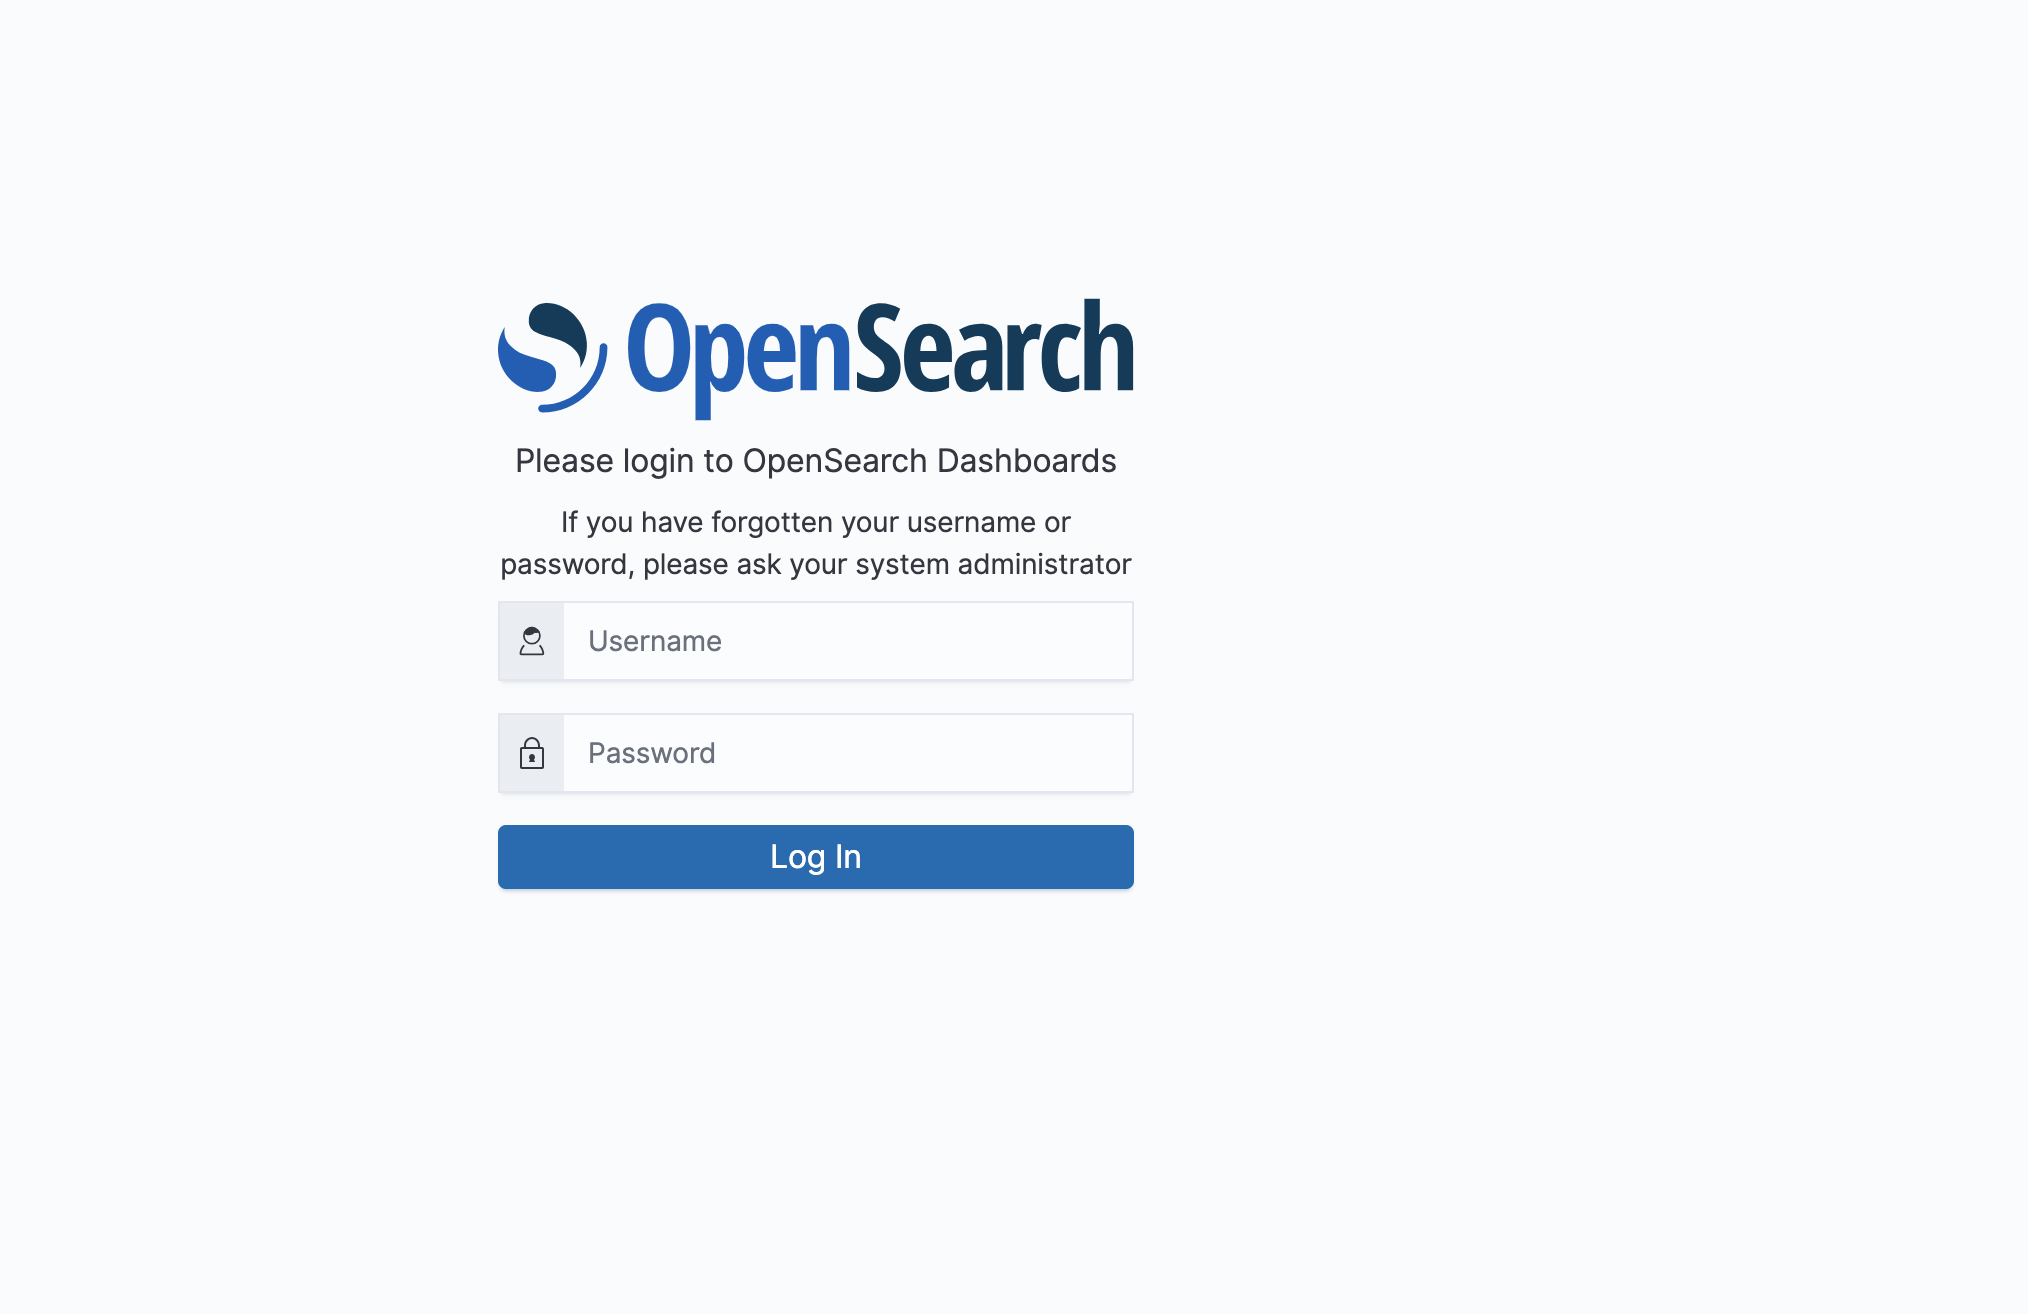 OpenSearch
Please login to OpenSearch Dashboards
If you have forgotten your username or
password, please ask your system administrator
Username
Password
Log In